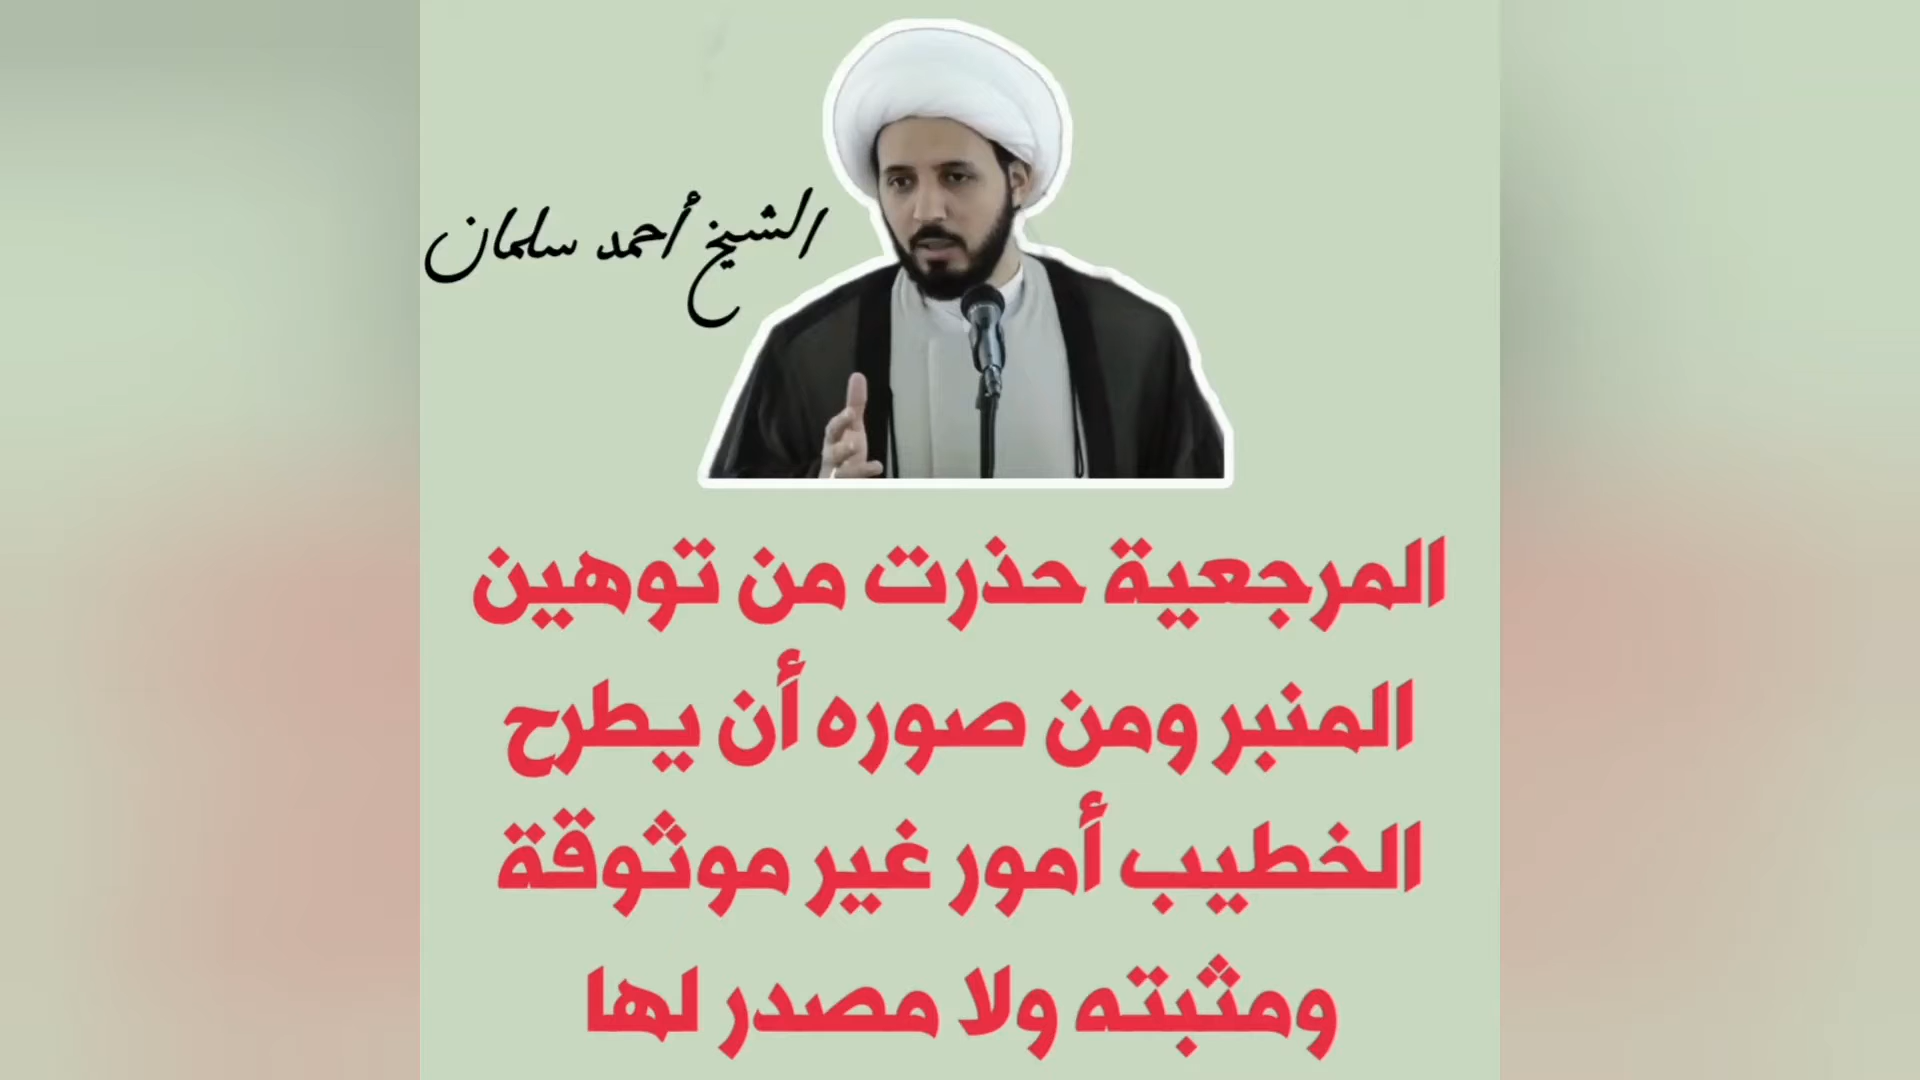 الشيخ أحمد سلمان
المرجعية حذرت من توهين
المنبر ومن صوره أن يطرح
الخطيب أمور غير موثوقة
ومثبته ولا مصدر لها